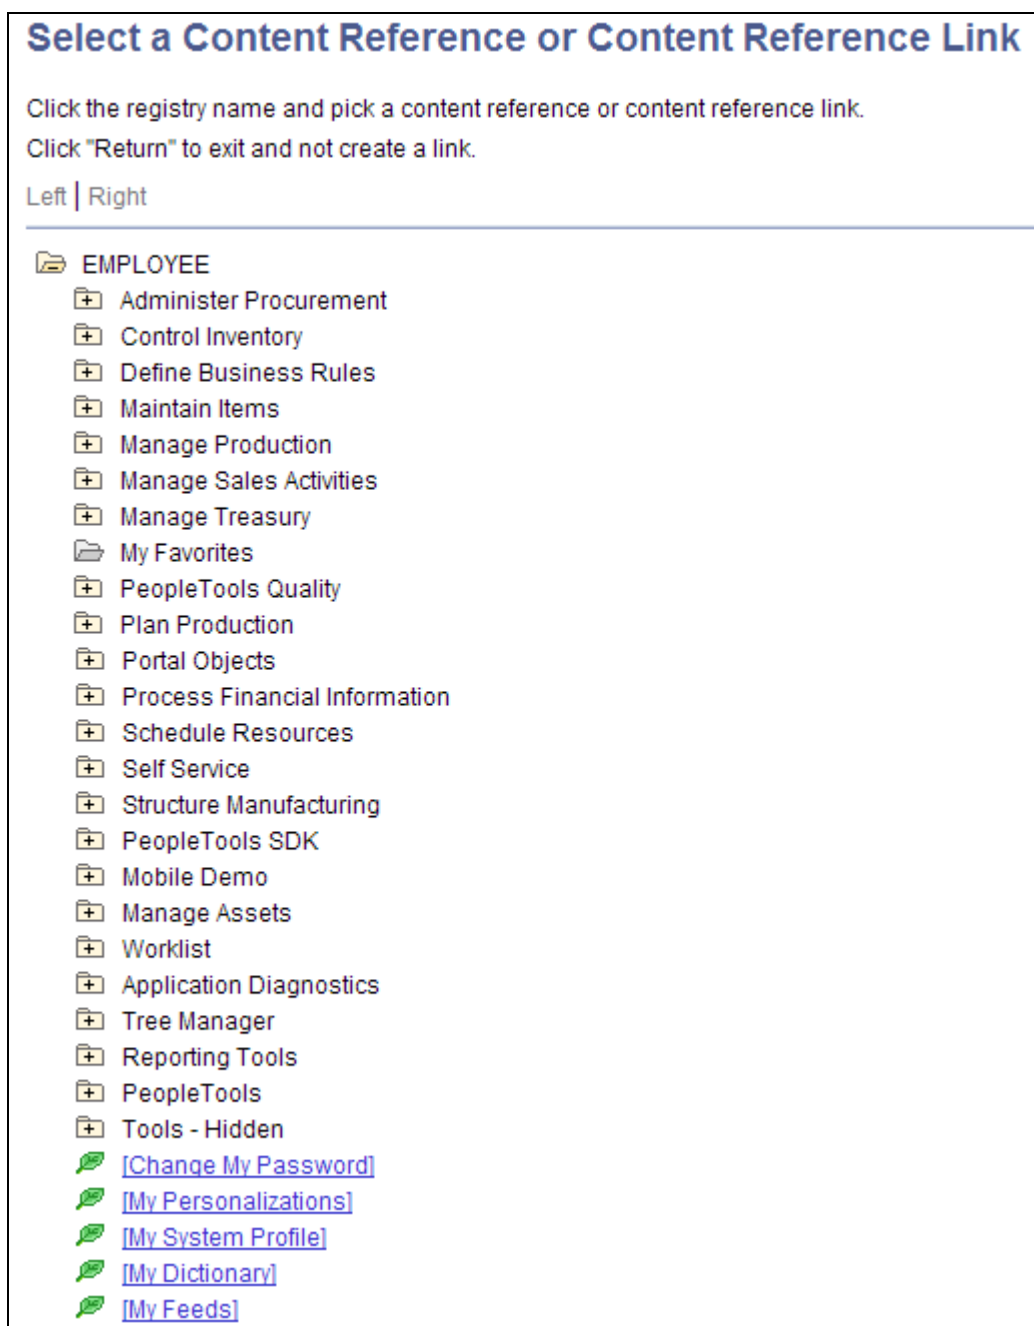 Select a Content Reference or Content Reference Link
Click the registry name and pick a content reference or content reference link.
Click "Return" to exit and not create a link.
Left | Right
EMPLOYEE
Administer Procurement
Control Inventory
Define Business Rules
Maintain Items
Manage Production
Manage Sales Activities
Manage Treasury
My Favorites
PeopleTools Quality
Plan Production
Portal Objects
Process Financial Information
Schedule Resources
Self Service
Structure Manufacturing
PeopleTools SDK
Mobile Demo
Manage Assets
Worklist
Application Diagnostics
Tree Manager
Reporting Tools
PeopleTools
Tools - Hidden
[Change My Password]
[My Personalizations]
[My System Profile]
[My Dictionary]
[My Feeds]